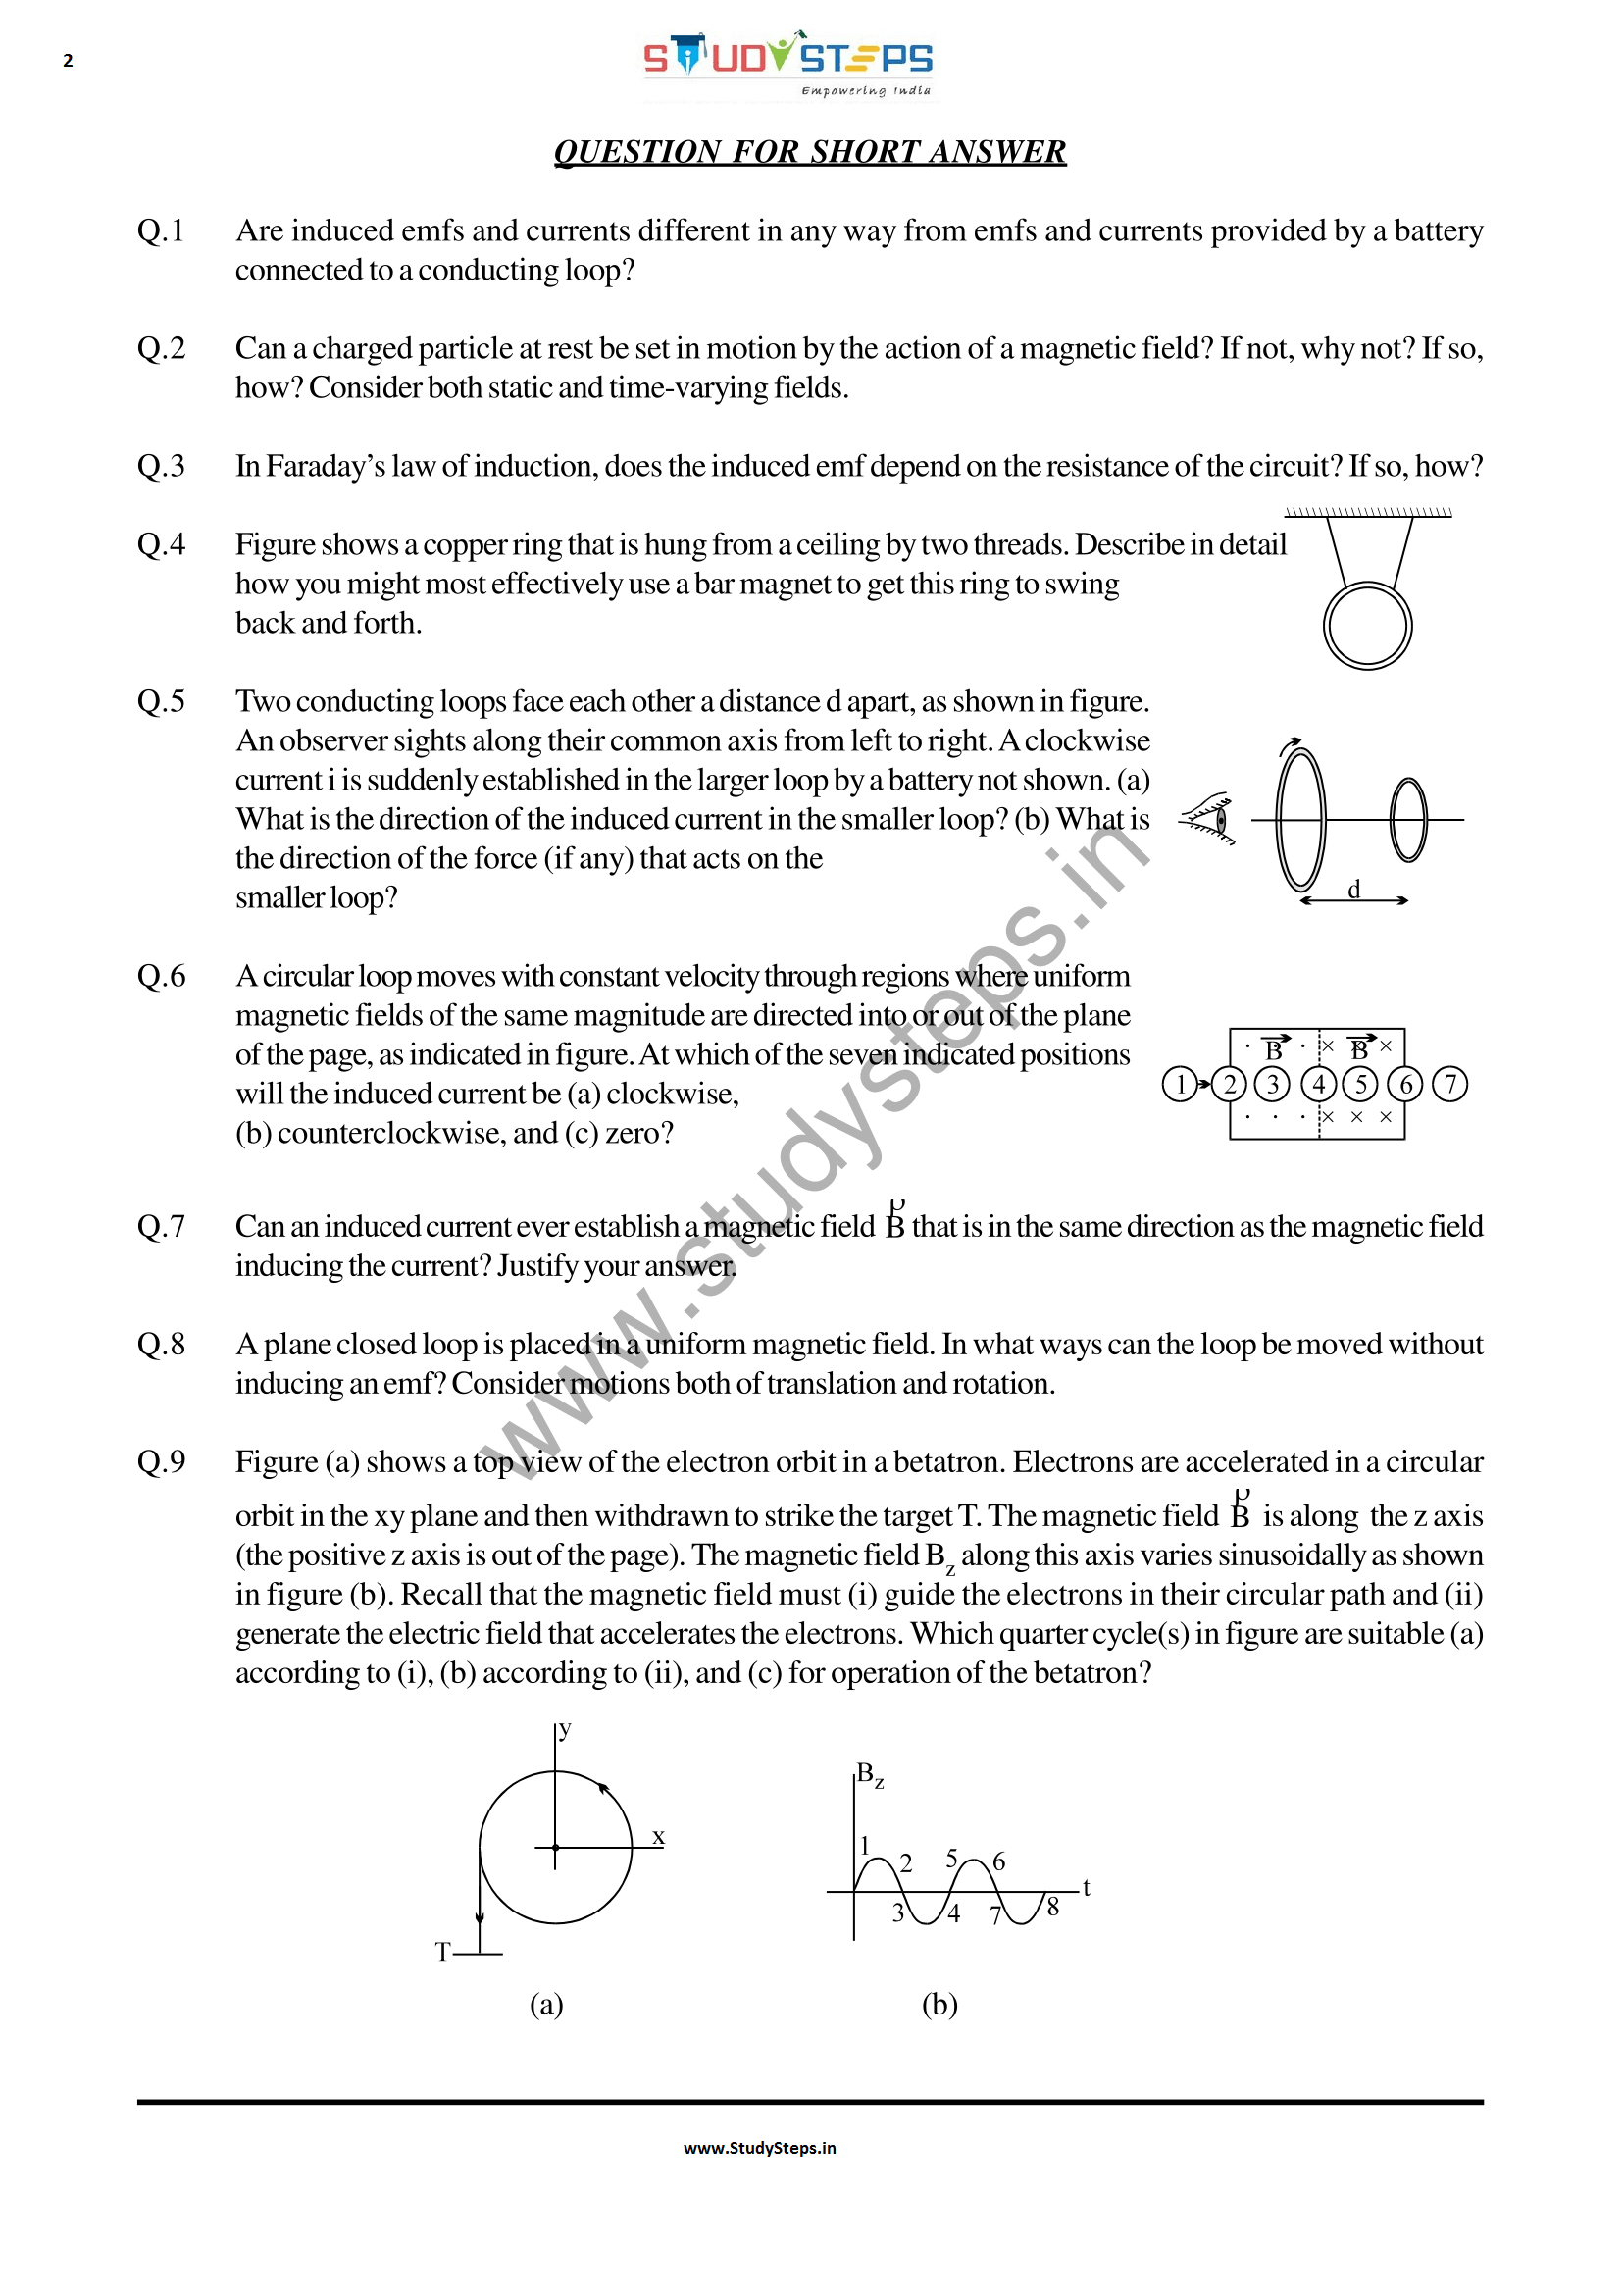 2
STUDYSTEPS
Empowering India
QUESTION FOR SHORT ANSWER
Q.1 Are induced emfs and currents different in any way from emfs and currents provided by a battery
connected to a conducting loop?
Q.2 Can a charged particle at rest be set in motion by the action of a magnetic field? If not, why not? If so,
how? Consider both static and time-varying fields.
Q.3 In Faraday's law of induction, does the induced emf depend on the resistance of the circuit? If so, how?
Q.4 Figure shows a copper ring that is hung from a ceiling by two threads. Describe in detail
how you might most effectively use a bar magnet to get this ring to swing
back and forth.
Q.5 Two conducting loops face each other a distance d apart, as shown in figure.
An observer sights along their common axis from left to right. A clockwise
current i is suddenly established in the larger loop by a battery not shown. (a)
What is the direction of the induced current in the smaller loop? (b) What is
the direction of the force (if any) that acts on the
smaller loop?
d
Q.6 A circular loop moves with constant velocity through regions where uniform
magnetic fields of the same magnitude are directed into or out of the plane
of the page, as indicated in figure. At which of the seven indicated positions
will the induced current be (a) clockwise,
(b) counterclockwise, and (c) zero?
· B · × B ×
1 2 3 4 5 6 7
· · · × × ×
Q.7 Can an induced current ever establish a magnetic field B that is in the same direction as the magnetic field
inducing the current? Justify your answer.
Q.8 A plane closed loop is placed in a uniform magnetic field. In what ways can the loop be moved without
inducing an emf? Consider motions both of translation and rotation.
Q.9 Figure (a) shows a top view of the electron orbit in a betatron. Electrons are accelerated in a circular
orbit in the xy plane and then withdrawn to strike the target T. The magnetic field B is along the z axis
(the positive z axis is out of the page). The magnetic field Bz along this axis varies sinusoidally as shown
in figure (b). Recall that the magnetic field must (i) guide the electrons in their circular path and (ii)
generate the electric field that accelerates the electrons. Which quarter cycle(s) in figure are suitable (a)
according to (i), (b) according to (ii), and (c) for operation of the betatron?
y
x
T
(a)
Bz
1 2 5 6
t
3 4 7 8
(b)
www.studysteps.in
www.StudySteps.in